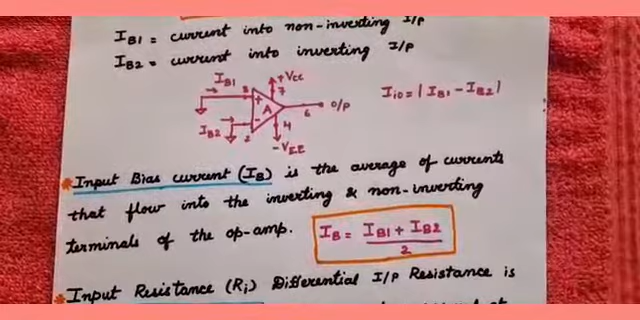 IB1 = current into non-inverting I/P
IB2 = current into inverting I/P
IB1 +VCC
3 7
+ A 6 O/P Iio = | IB1 - IB2 |
IB2 - 4
2 -VEE
* Input Bias current (IB) is the average of currents
that flow into the inverting & non-inverting
terminals of the op-amp. IB = IB1 + IB2 / 2
* Input Resistance (Ri) Differential I/P Resistance is